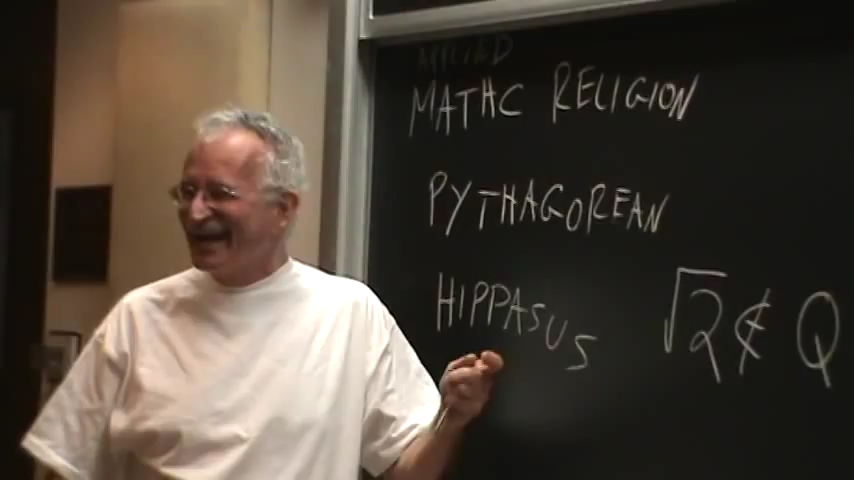 APPLIED
MATHC RELIGION
PYTHAGOREAN
HIPPASUS √2 ∉ Q